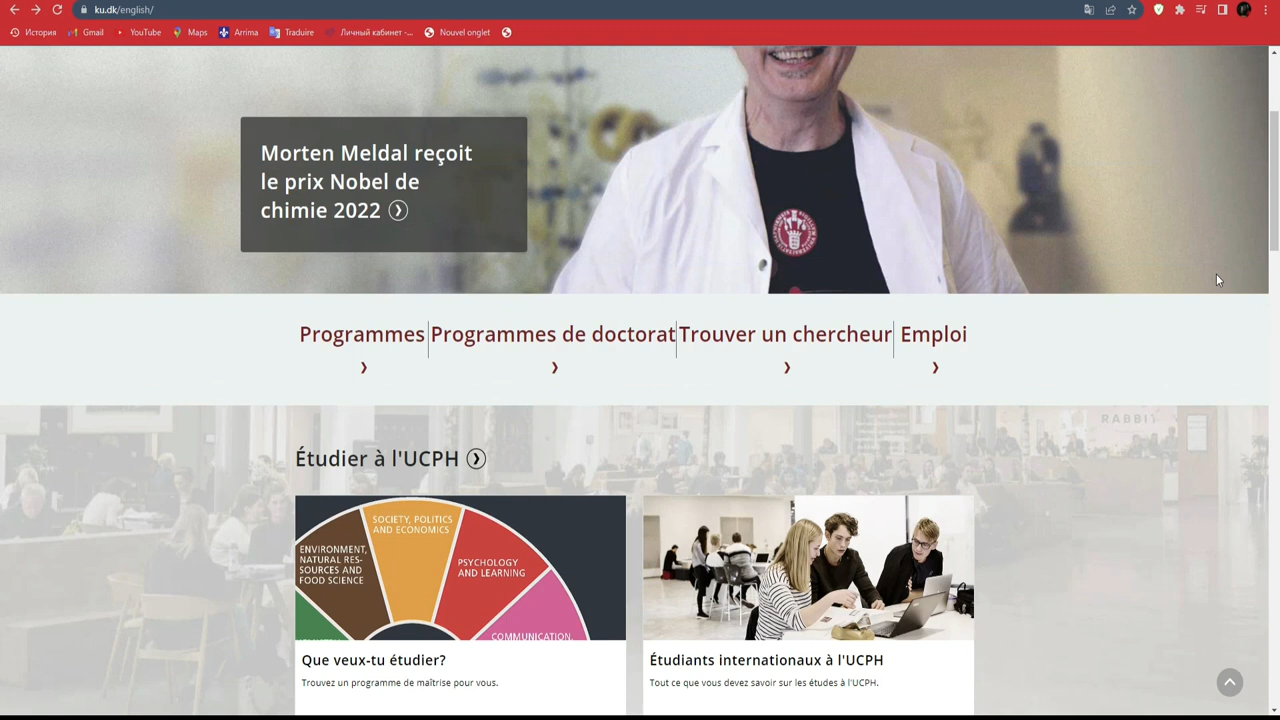 ku.dk/english/
История
Gmail
YouTube
Maps
Arrima
Traduire
Личный кабинет -...
Nouvel onglet
Morten Meldal reçoit
le prix Nobel de
chimie 2022
Programmes
Programmes de doctorat
Trouver un chercheur
Emploi
RABBIT
Étudier à l'UCPH
SOCIETY, POLITICS
AND ECONOMICS
ENVIRONMENT,
NATURAL RES-
SOURCES AND
FOOD SCIENCE
PSYCHOLOGY
AND LEARNING
COMMUNICATION,
Que veux-tu étudier?
Trouvez un programme de maîtrise pour vous.
Étudiants internationaux à l'UCPH
Tout ce que vous devez savoir sur les études à l'UCPH.